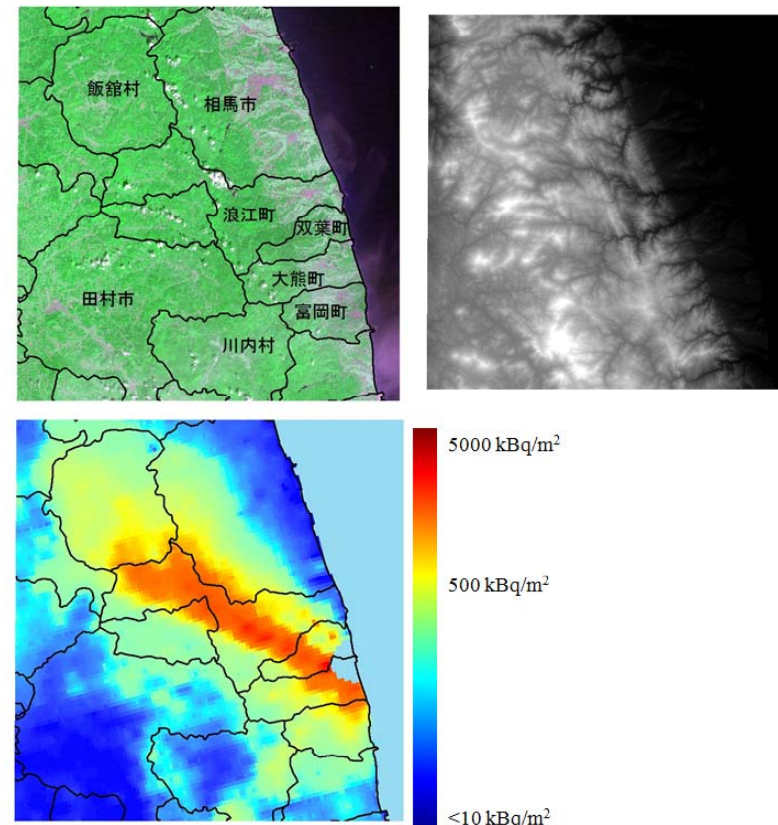 飯舘村
相馬市
浪江町
双葉町
大熊町
田村市
富岡町
川内村
5000 kBq/m²
500 kBq/m²
<10 kBq/m²